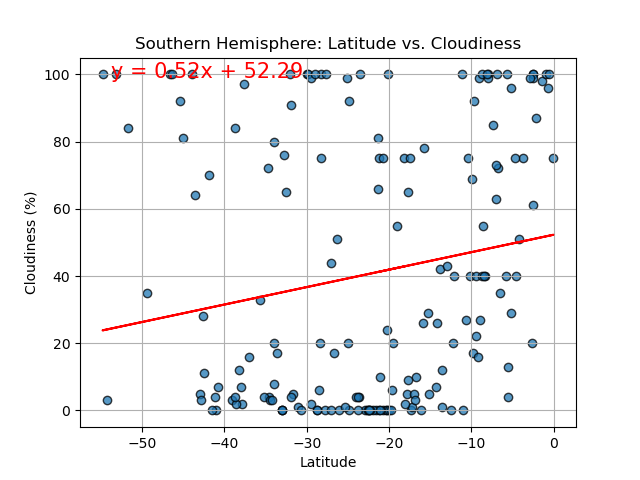 Southern Hemisphere: Latitude vs. Cloudiness
y = 0.52x + 52.29
100
80
60
40
20
0
Cloudiness (%)
−50 −40 −30 −20 −10 0
Latitude